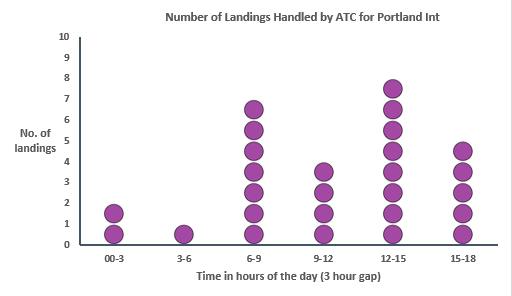 Number of Landings Handled by ATC for Portland Int
10
9
8
7
6
5
4
3
2
1
0
No. of
landings
00-3 3-6 6-9 9-12 12-15 15-18
Time in hours of the day (3 hour gap)